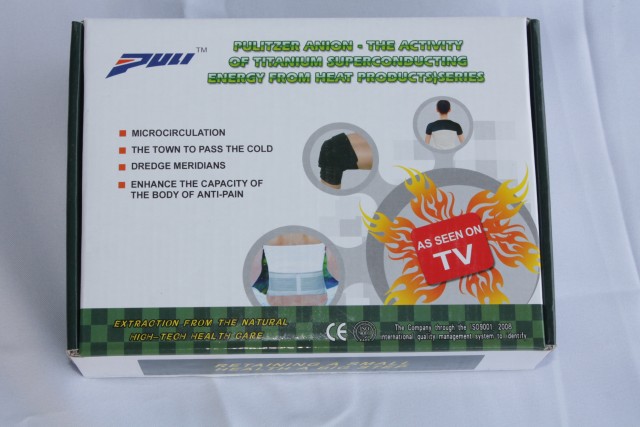 PULI TM
PULITZER ANION - THE ACTIVITY
OF TITANIUM SUPERCONDUCTING
ENERGY FROM HEAT PRODUCTS|SERIES
MICROCIRCULATION
THE TOWN TO PASS THE COLD
DREDGE MERIDIANS
ENHANCE THE CAPACITY OF
THE BODY OF ANTI-PAIN
AS SEEN ON
TV
EXTRACTION FROM THE NATURAL
HIGH-TECH HEALTH CARE
CE
The Company through the ISO9001 2008
international quality management system to identify